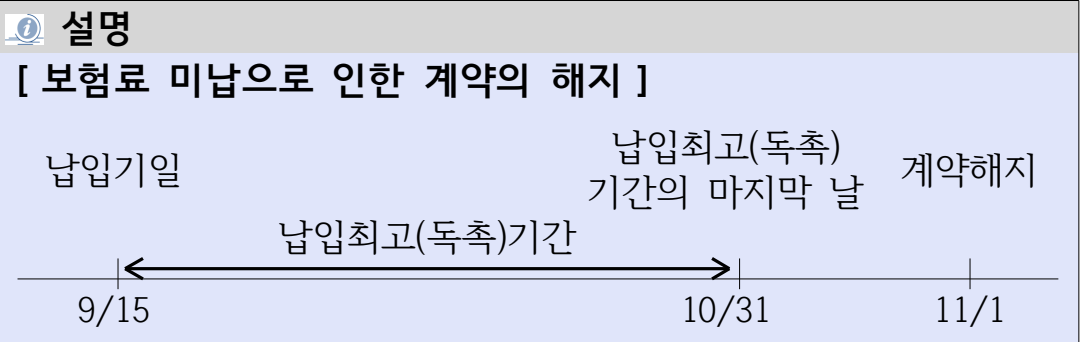 설명
[ 보험료 미납으로 인한 계약의 해지 ]
납입기일
납입최고(독촉)
기간의 마지막 날
계약해지
납입최고(독촉)기간
9/15
10/31
11/1